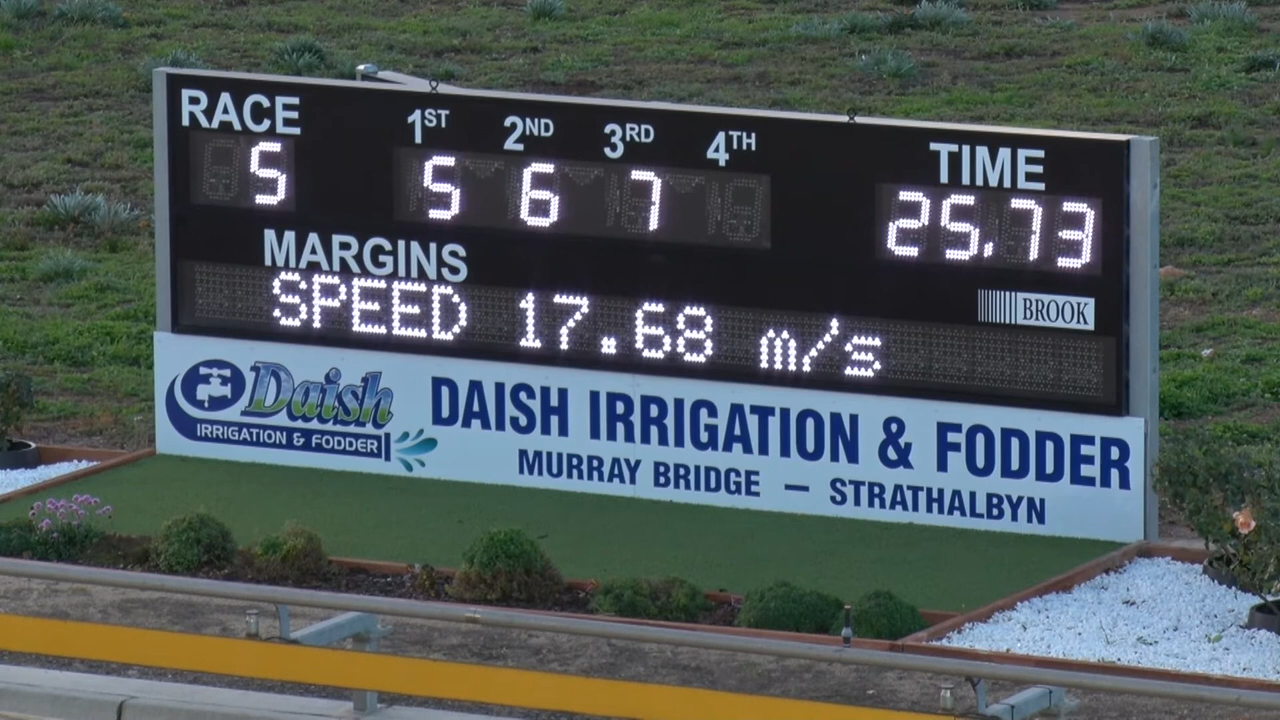 RACE 1ST 2ND 3RD 4TH TIME
5 5 6 7 25.73
MARGINS
BROOK
SPEED 17.68 m/s
Daish
IRRIGATION & FODDER
DAISH IRRIGATION & FODDER
MURRAY BRIDGE — STRATHALBYN